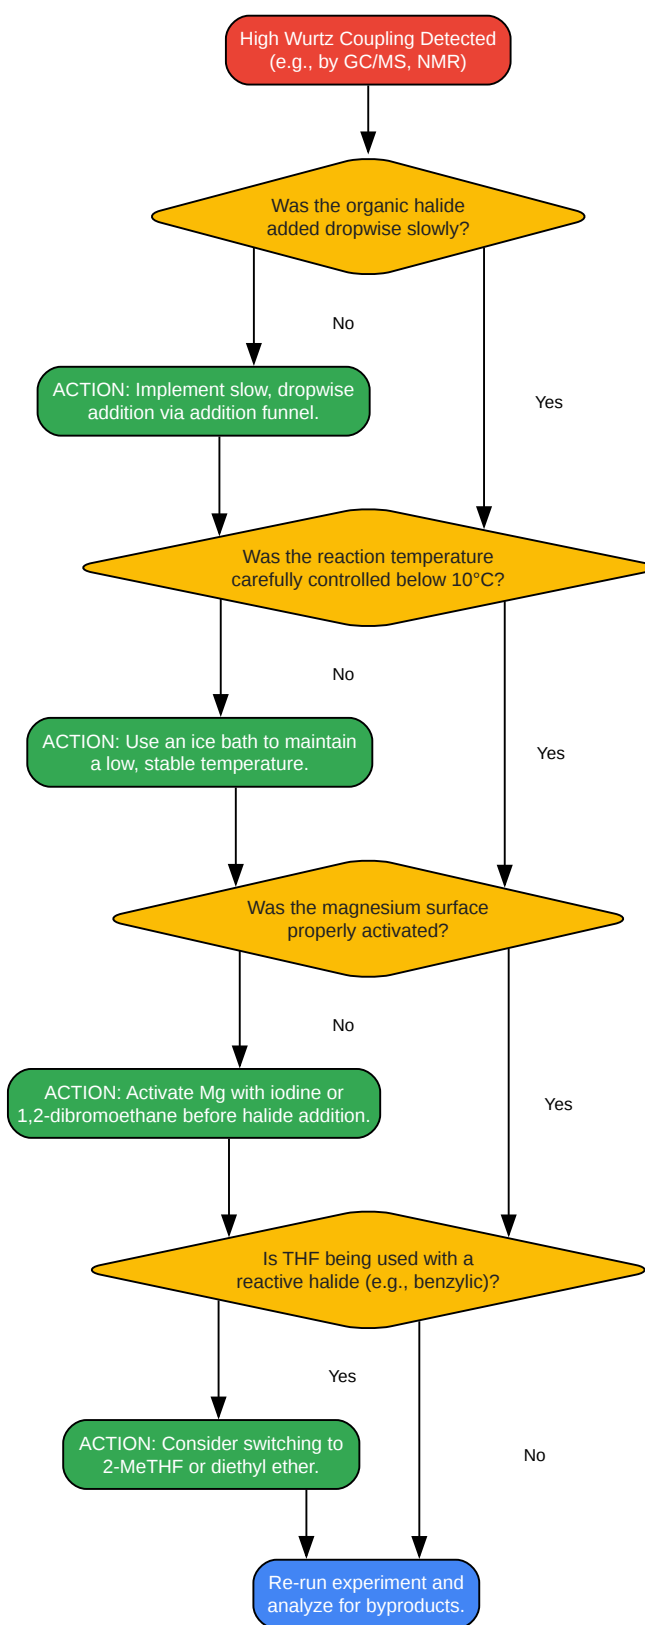 High Wurtz Coupling Detected
(e.g., by GC/MS, NMR)
Was the organic halide
added dropwise slowly?
No
ACTION: Implement slow, dropwise
addition via addition funnel.
Yes
Was the reaction temperature
carefully controlled below 10°C?
No
ACTION: Use an ice bath to maintain
a low, stable temperature.
Yes
Was the magnesium surface
properly activated?
No
ACTION: Activate Mg with iodine or
1,2-dibromoethane before halide addition.
Yes
Is THF being used with a
reactive halide (e.g., benzylic)?
Yes
ACTION: Consider switching to
2-MeTHF or diethyl ether.
No
Re-run experiment and
analyze for byproducts.